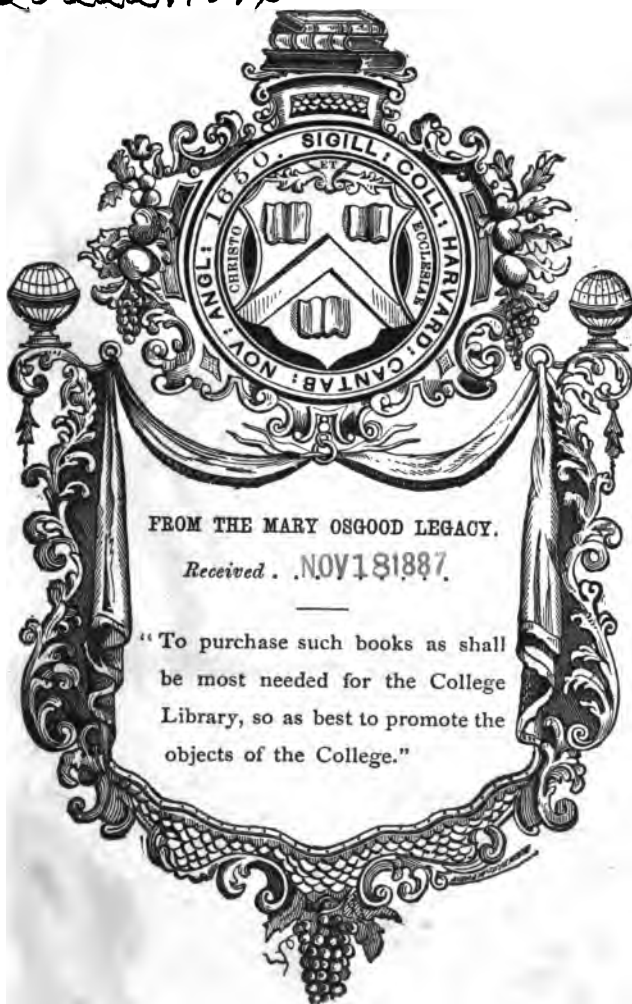 SIGILL: COLL: HARVARD: CANTAB: NOV: ANGL: 1650.
ET
CHRISTO
ECCLESIAE
FROM THE MARY OSGOOD LEGACY.
Received . . NOV 18 1887 .
“To purchase such books as shall
be most needed for the College
Library, so as best to promote the
objects of the College.”